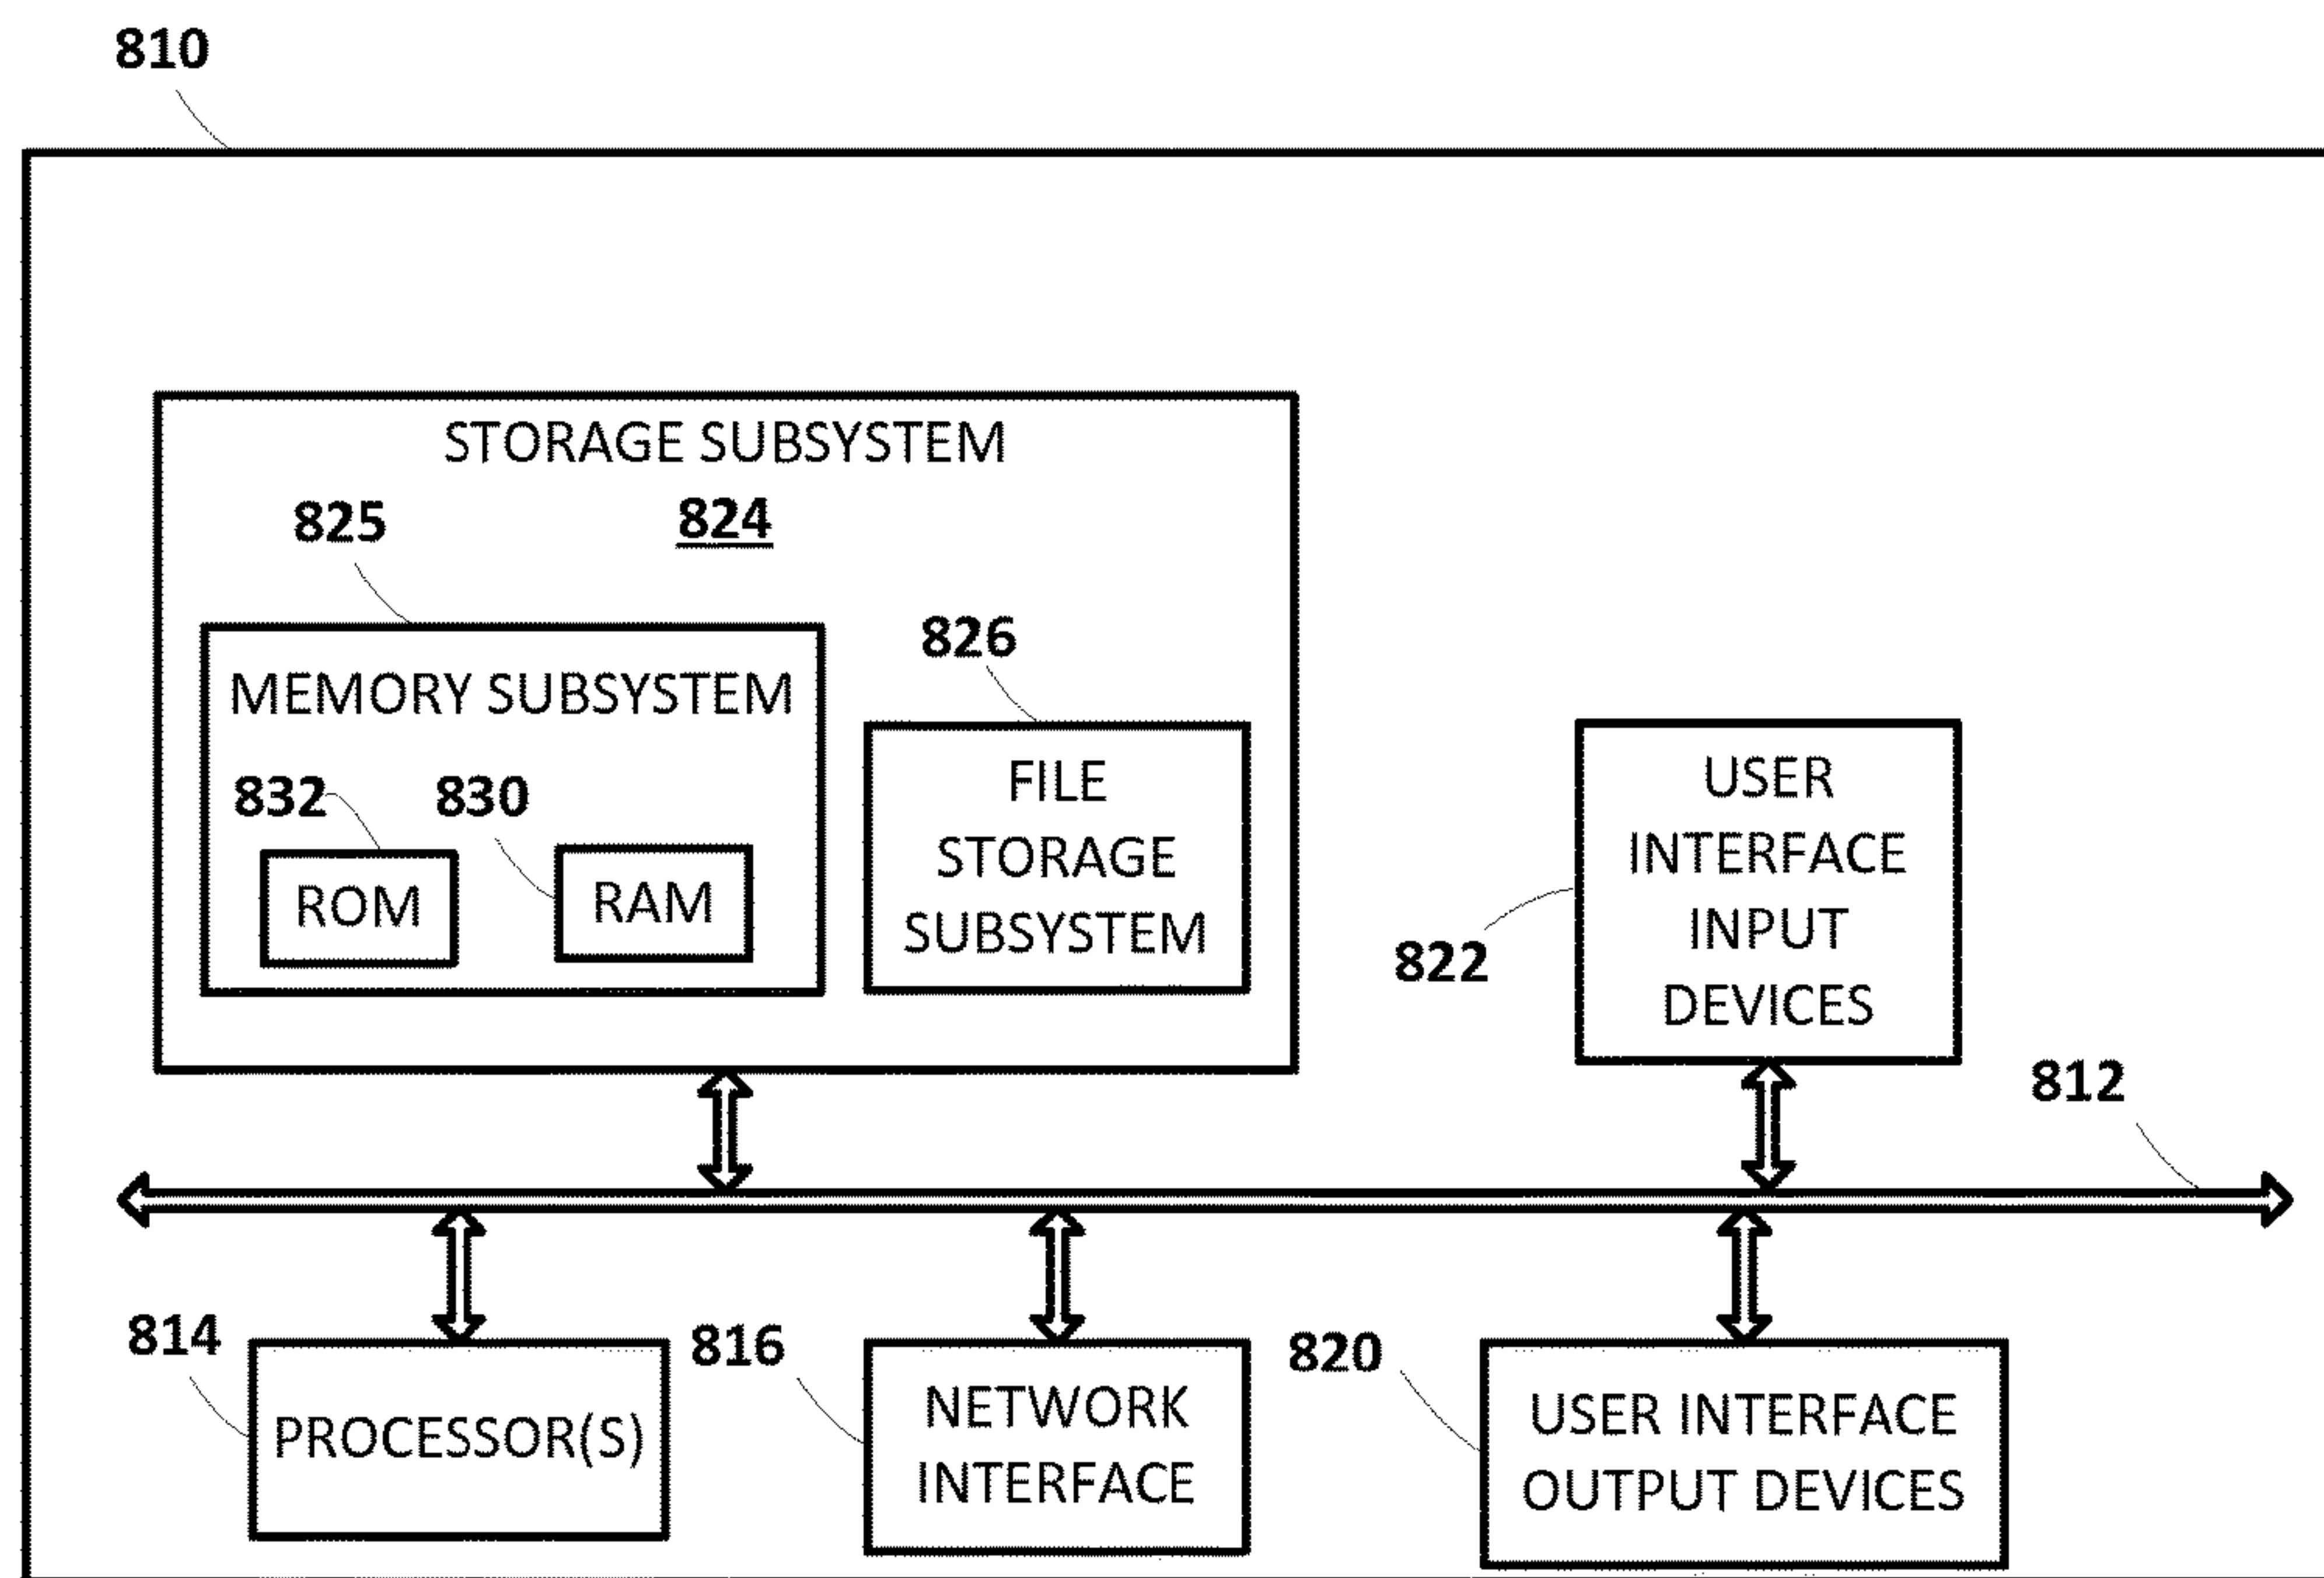 810
STORAGE SUBSYSTEM
824
825
MEMORY SUBSYSTEM
832
830
ROM
RAM
826
FILE
STORAGE
SUBSYSTEM
USER
INTERFACE
INPUT
DEVICES
822
812
814
PROCESSOR(S)
816
NETWORK
INTERFACE
820
USER INTERFACE
OUTPUT DEVICES